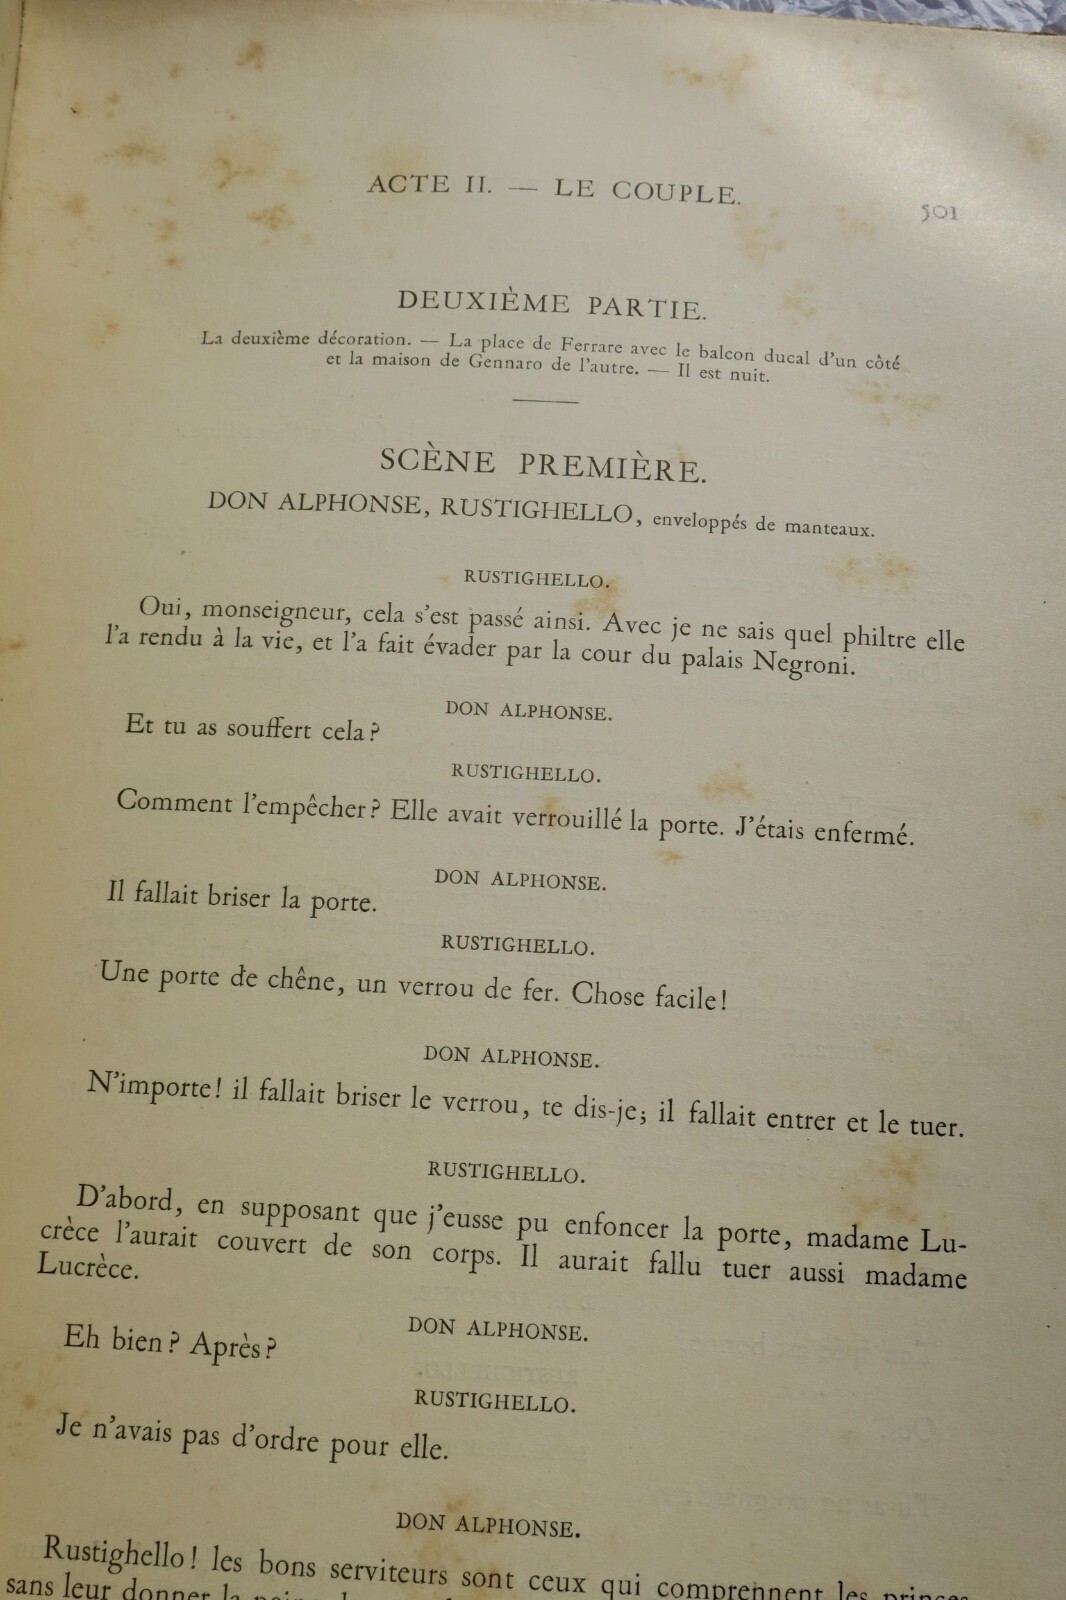 ACTE II. — LE COUPLE.
501
DEUXIÈME PARTIE.
La deuxième décoration. — La place de Ferrare avec le balcon ducal d'un côté
et la maison de Gennaro de l'autre. — Il est nuit.
SCÈNE PREMIÈRE.
DON ALPHONSE, RUSTIGHELLO, enveloppés de manteaux.
RUSTIGHELLO.
Oui, monseigneur, cela s'est passé ainsi. Avec je ne sais quel philtre elle
l'a rendu à la vie, et l'a fait évader par la cour du palais Negroni.
DON ALPHONSE.
Et tu as souffert cela?
RUSTIGHELLO.
Comment l'empêcher? Elle avait verrouillé la porte. J'étais enfermé.
DON ALPHONSE.
Il fallait briser la porte.
RUSTIGHELLO.
Une porte de chêne, un verrou de fer. Chose facile!
DON ALPHONSE.
N'importe! il fallait briser le verrou, te dis-je; il fallait entrer et le tuer.
RUSTIGHELLO.
D'abord, en supposant que j'eusse pu enfoncer la porte, madame Lu-
crèce l'aurait couvert de son corps. Il aurait fallu tuer aussi madame
Lucrèce.
DON ALPHONSE.
Eh bien? Après?
RUSTIGHELLO.
Je n'avais pas d'ordre pour elle.
DON ALPHONSE.
Rustighello! les bons serviteurs sont ceux qui comprennent les princes
sans leur donner la